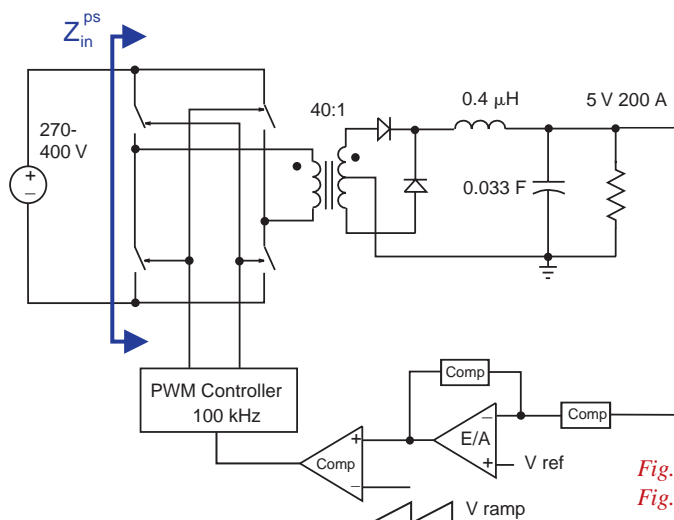 Z in ps
270-
400 V
+
–
40:1
0.4 μH
5 V 200 A
0.033 F
PWM Controller
100 kHz
Comp
+
–
Comp
E/A
–
+
Comp
V ref
V ramp
Fig.
Fig.